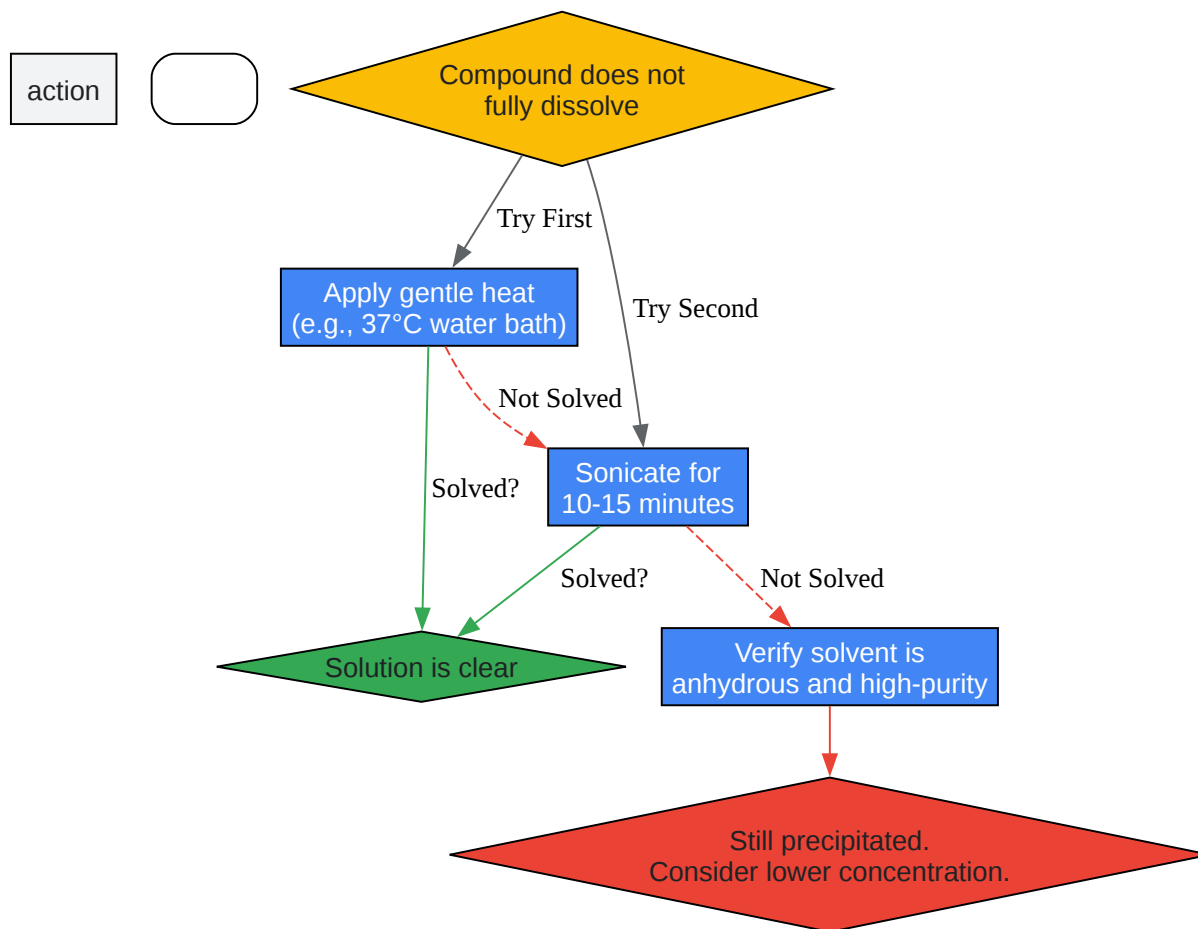 action
Compound does not
fully dissolve
Try First
Apply gentle heat
(e.g., 37°C water bath)
Try Second
Not Solved
Sonicate for
10-15 minutes
Solved?
Solved?
Not Solved
Solution is clear
Verify solvent is
anhydrous and high-purity
Still precipitated.
Consider lower concentration.